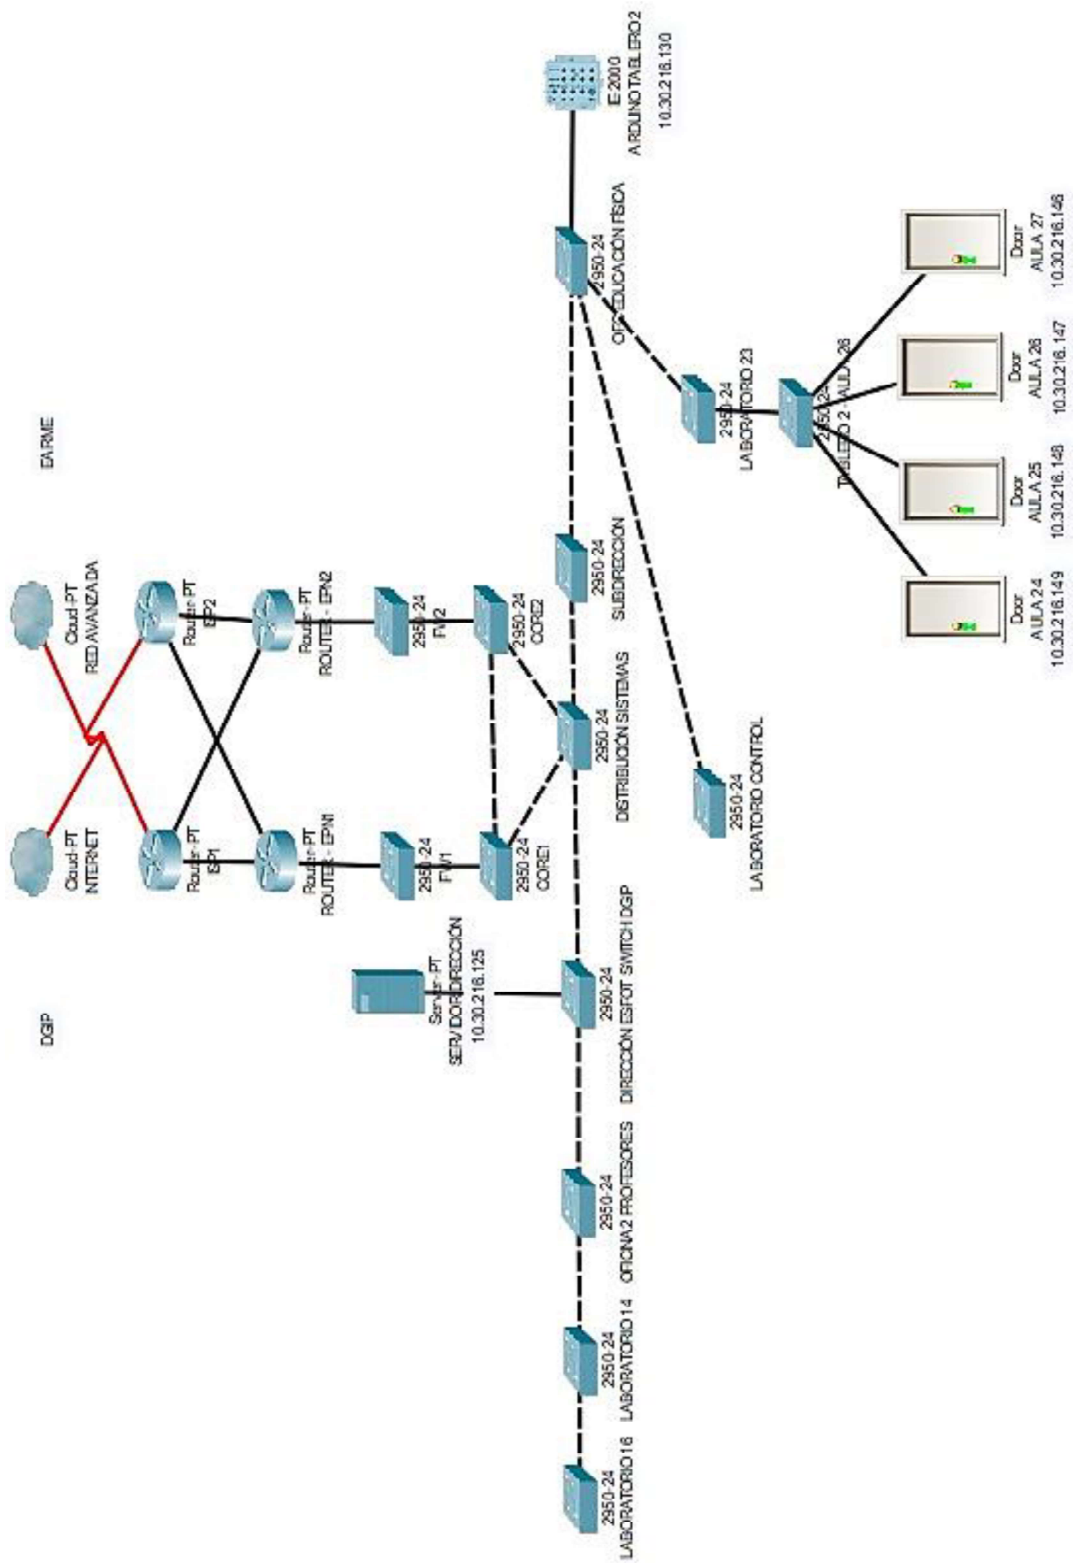 DGIP
EARME
Cloud-PT
INTERNET
Cloud-PT
RED AVANZADA
Router-PT
ISP1
Router-PT
ISP2
Router-PT
ROUTER - EPN1
Router-PT
ROUTER - EPN2
2950-24
FW1
2950-24
FW2
2950-24
CORE1
2950-24
CORE2
Server-PT
SERVIDOR DIRECCIÓN
10.30.216.125
2950-24
LABORATORIO 16
2950-24
LABORATORIO 14
2950-24
OFICINA 2 PROFESORES
2950-24
DIRECCIÓN ESFOT SWITCH DGIP
2950-24
DISTRIBUCIÓN SISTEMAS
2950-24
SUBDIRECCIÓN
2950-24
EDUCACIÓN FÍSICA
IE-2000
ARDUINO TABLERO 2
10.30.216.130
2950-24
LABORATORIO CONTROL
2950-24
LABORATORIO 23
2950-24
TABLERO 2 - AULA 26
Door
AULA 24
10.30.216.149
Door
AULA 25
10.30.216.148
Door
AULA 26
10.30.216.147
Door
AULA 27
10.30.216.146